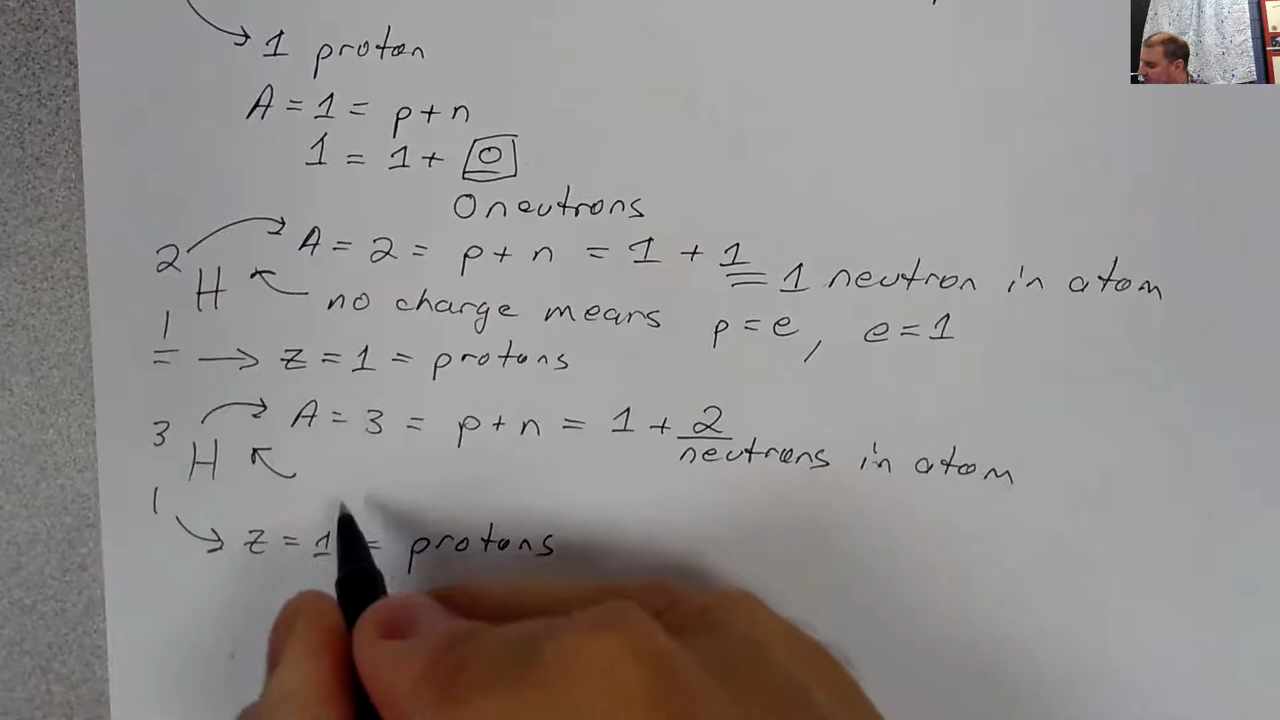 1 proton
A = 1 = p + n
1 = 1 + 0
0 neutrons
2 A = 2 = p + n = 1 + 1 = 1 neutron in atom
H no charge means p = e, e = 1
1 → z = 1 = protons
3 A = 3 = p + n = 1 + 2 neutrons in atom
H
1 z = 1 = protons